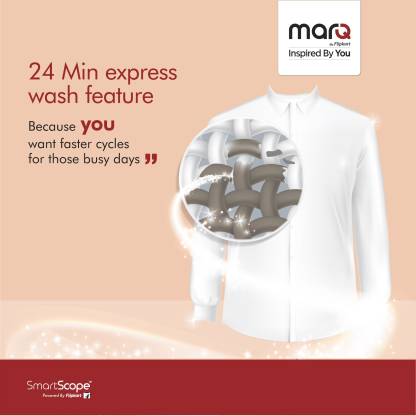 marQ
By Flipkart
Inspired By You
24 Min express
wash feature
Because you
want faster cycles
for those busy days ”
SmartScope™
Powered By Flipkart